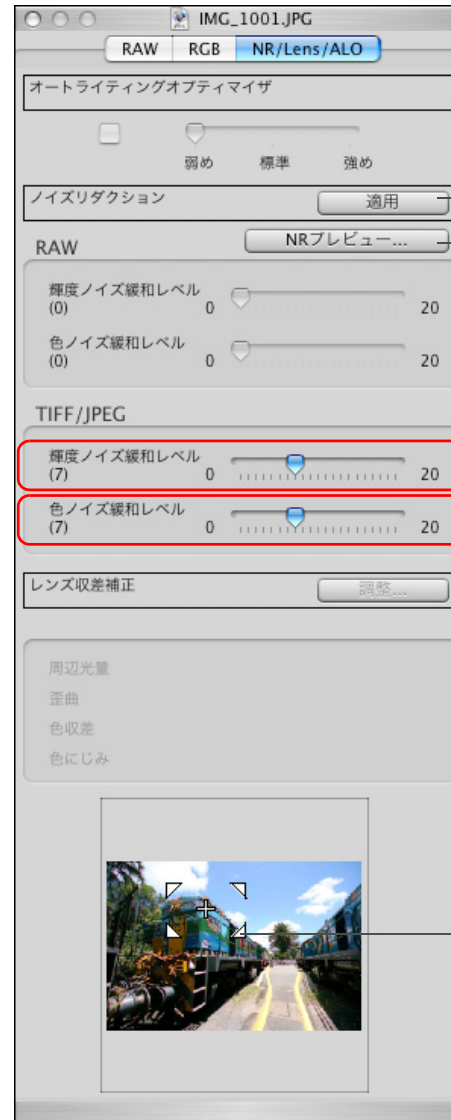 IMG_1001.JPG
RAW RGB NR/Lens/ALO
オートライティングオプティマイザ
弱め 標準 強め
ノイズリダクション 適用
RAW NRプレビュー...
輝度ノイズ緩和レベル
(0) 0 20
色ノイズ緩和レベル
(0) 0 20
TIFF/JPEG
輝度ノイズ緩和レベル
(7) 0 20
色ノイズ緩和レベル
(7) 0 20
レンズ収差補正 調整...
周辺光量
歪曲
色収差
色にじみ